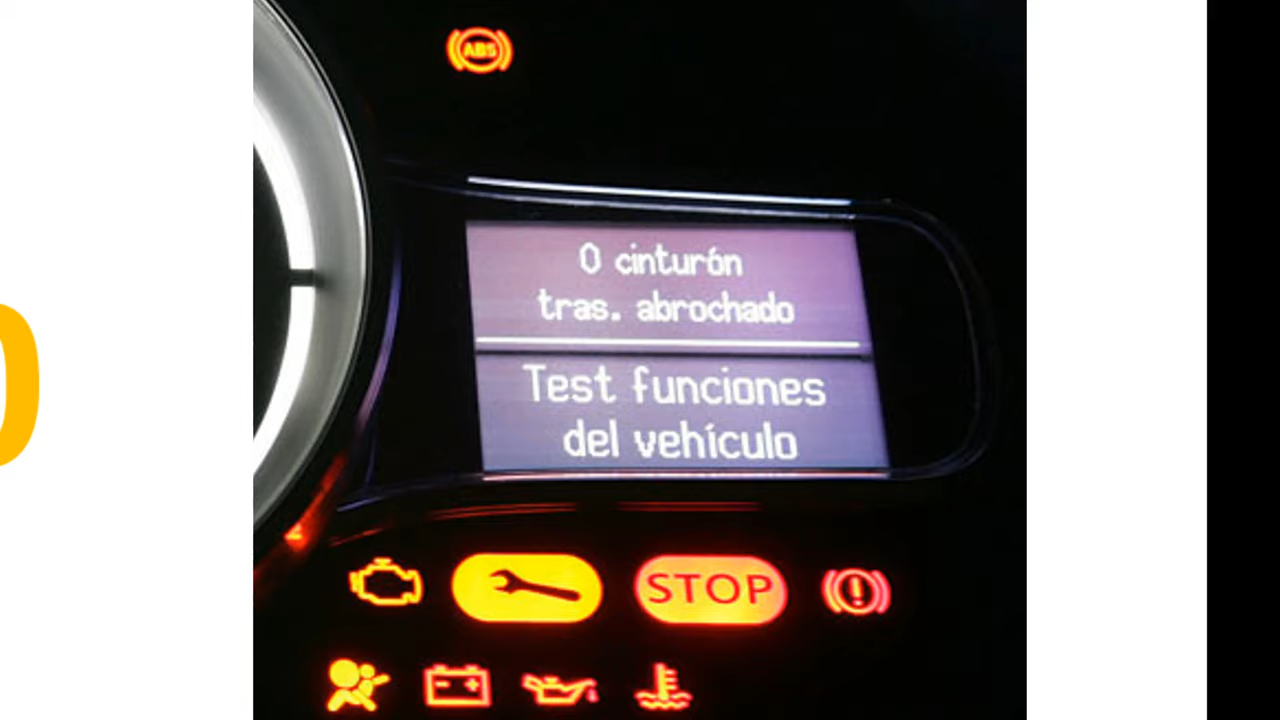 ABS
0 cinturón
tras. abrochado
Test funciones
del vehículo
STOP